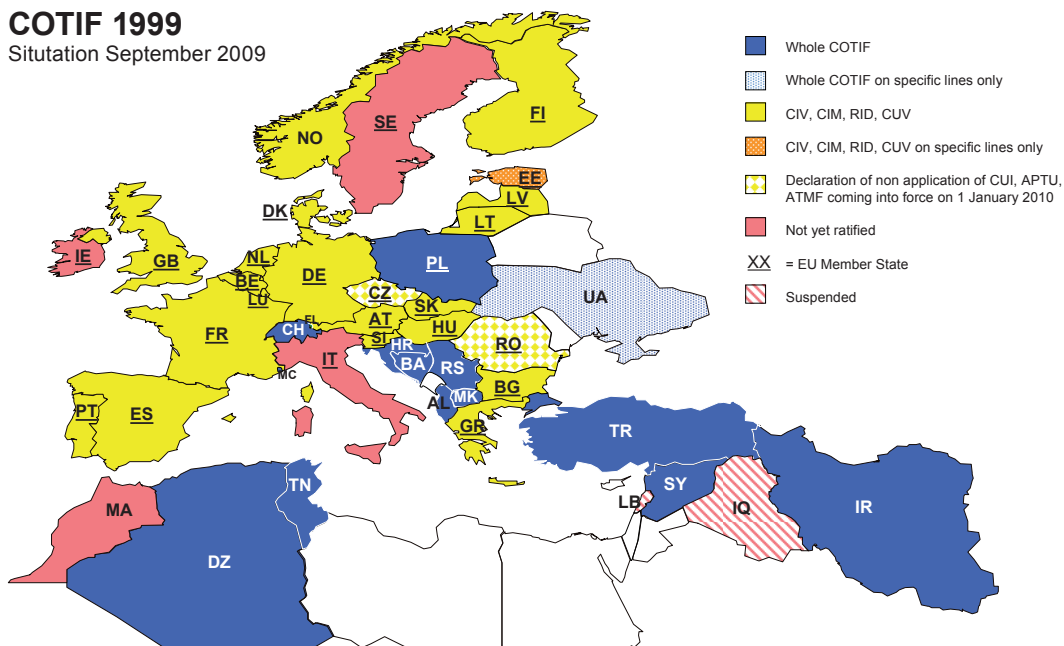 COTIF 1999
Situtation September 2009
Whole COTIF
Whole COTIF on specific lines only
CIV, CIM, RID, CUV
CIV, CIM, RID, CUV on specific lines only
Declaration of non application of CUI, APTU,
ATMF coming into force on 1 January 2010
Not yet ratified
XX = EU Member State
Suspended
NO
SE
FI
EE
LV
LT
DK
IE
GB
NL
BE
LU
DE
PL
CZ
SK
UA
FR
FL
CH
AT
HU
SI
RO
IT
HR
BA
RS
MC
BG
MK
AL
PT
ES
GR
TR
TN
SY
LB
IQ
IR
MA
DZ